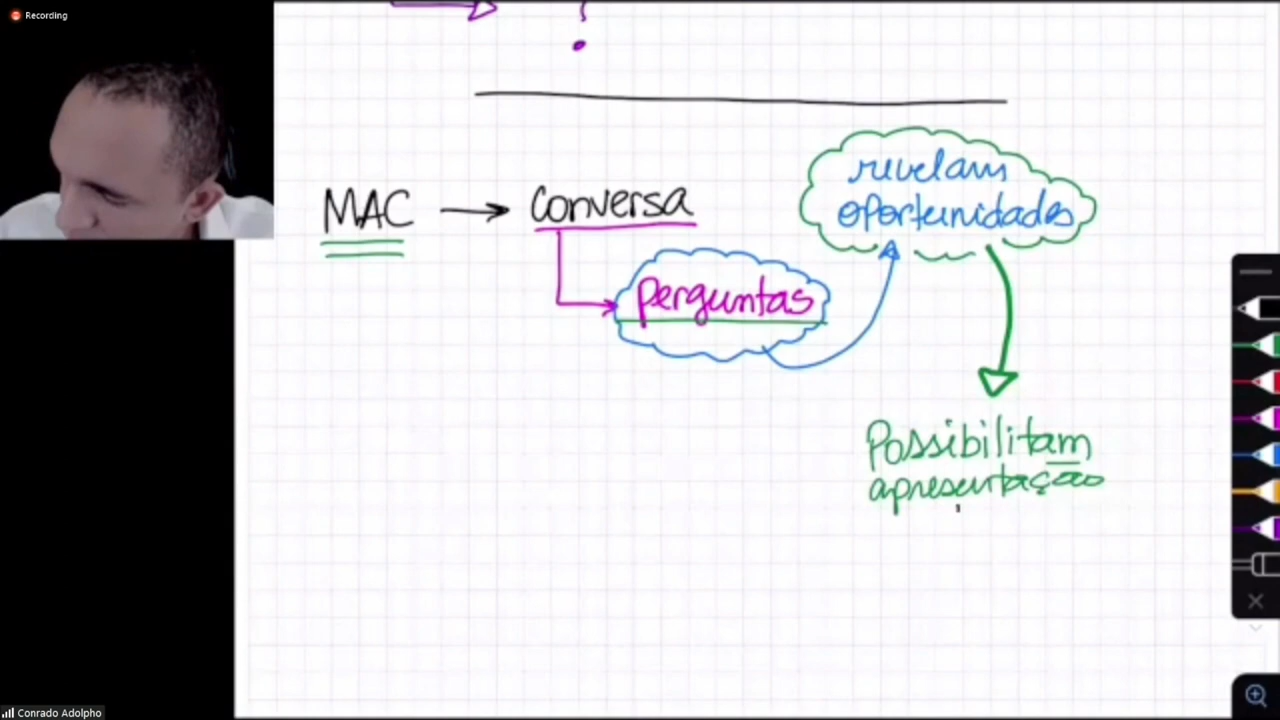 Recording
?
MAC → conversa
perguntas
revelam
oportunidades
Possibilitam
apresentação
Conrado Adolpho